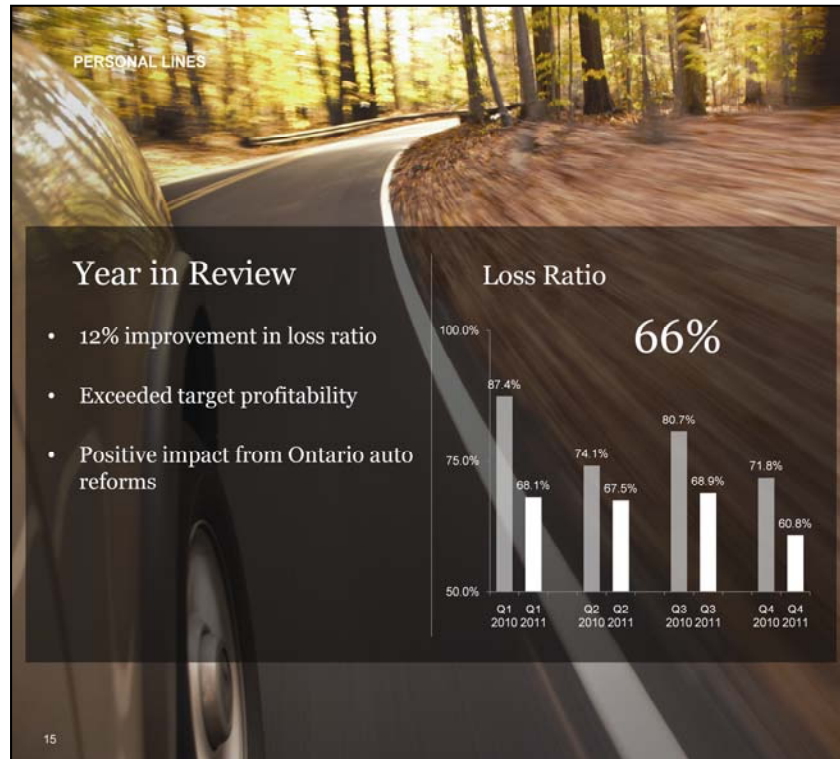 PERSONAL LINES
Year in Review
• 12% improvement in loss ratio
• Exceeded target profitability
• Positive impact from Ontario auto
reforms
Loss Ratio
66%
100.0%
75.0%
50.0%
87.4%
68.1%
74.1%
67.5%
80.7%
68.9%
71.8%
60.8%
Q1 Q1 Q2 Q2 Q3 Q3 Q4 Q4
2010 2011 2010 2011 2010 2011 2010 2011
15